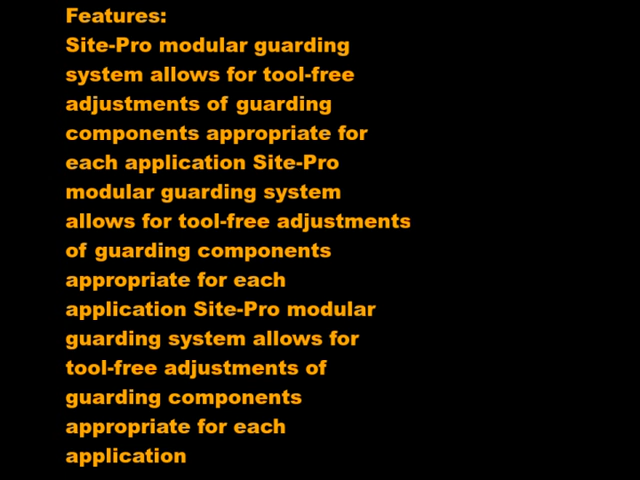 Features:
Site-Pro modular guarding
system allows for tool-free
adjustments of guarding
components appropriate for
each application Site-Pro
modular guarding system
allows for tool-free adjustments
of guarding components
appropriate for each
application Site-Pro modular
guarding system allows for
tool-free adjustments of
guarding components
appropriate for each
application